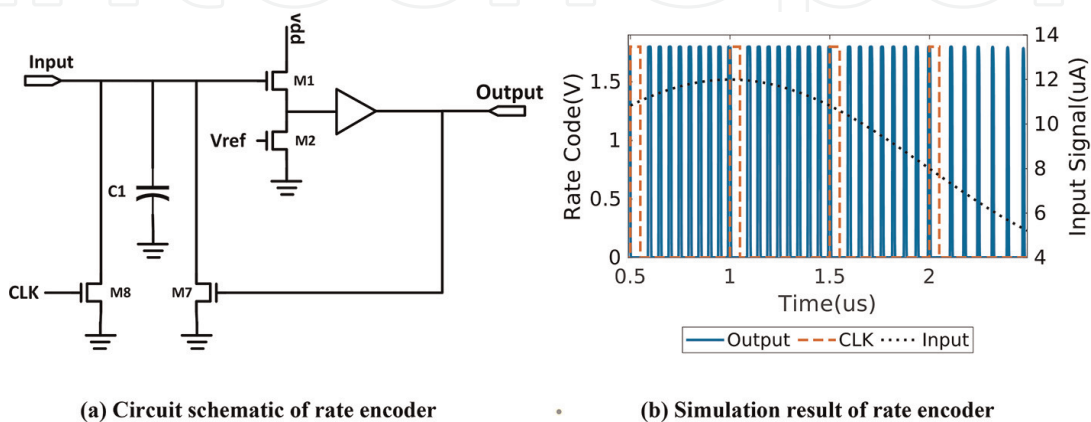 Input
vdd
M1
Output
Vref
M2
C1
CLK
M8
M7
(a) Circuit schematic of rate encoder
Rate Code(V)
1.5
1
0.5
0
14
12
10
8
6
4
Input Signal(uA)
0.5
1
1.5
2
Time(us)
Output
CLK
Input
(b) Simulation result of rate encoder